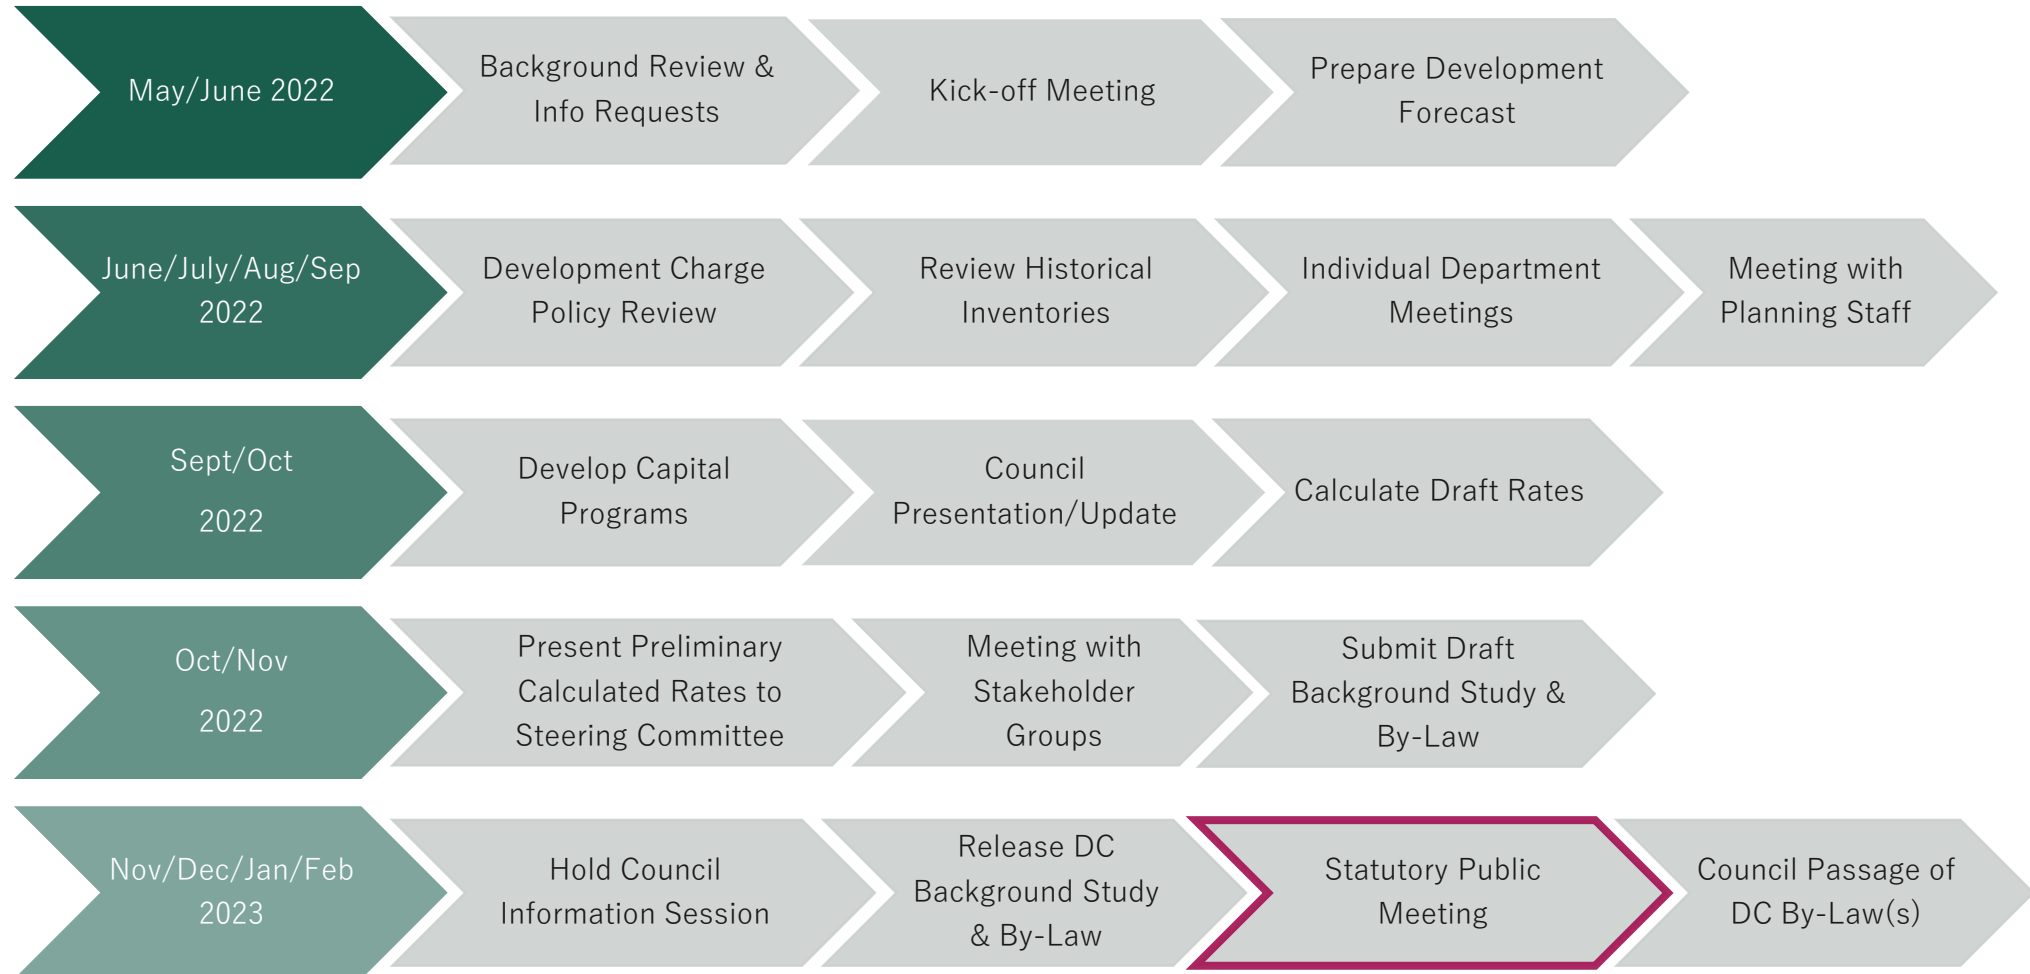 May/June 2022
Background Review &
Info Requests
Kick-off Meeting
Prepare Development
Forecast
June/July/Aug/Sep
2022
Development Charge
Policy Review
Review Historical
Inventories
Individual Department
Meetings
Meeting with
Planning Staff
Sept/Oct
2022
Develop Capital
Programs
Council
Presentation/Update
Calculate Draft Rates
Oct/Nov
2022
Present Preliminary
Calculated Rates to
Steering Committee
Meeting with
Stakeholder
Groups
Submit Draft
Background Study &
By-Law
Nov/Dec/Jan/Feb
2023
Hold Council
Information Session
Release DC
Background Study
& By-Law
Statutory Public
Meeting
Council Passage of
DC By-Law(s)